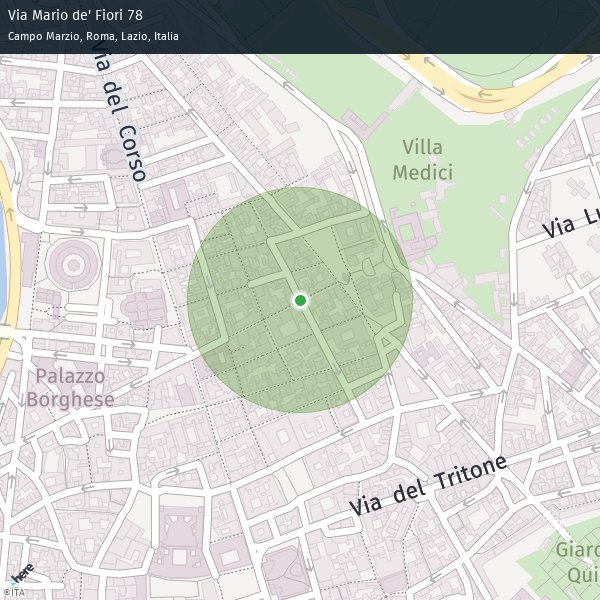 Via Mario de' Fiori 78
Campo Marzio, Roma, Lazio, Italia
Via del Corso
Villa
Medici
Via Lu
Palazzo
Borghese
Via del Tritone
Giard
Qui
here
©ITA